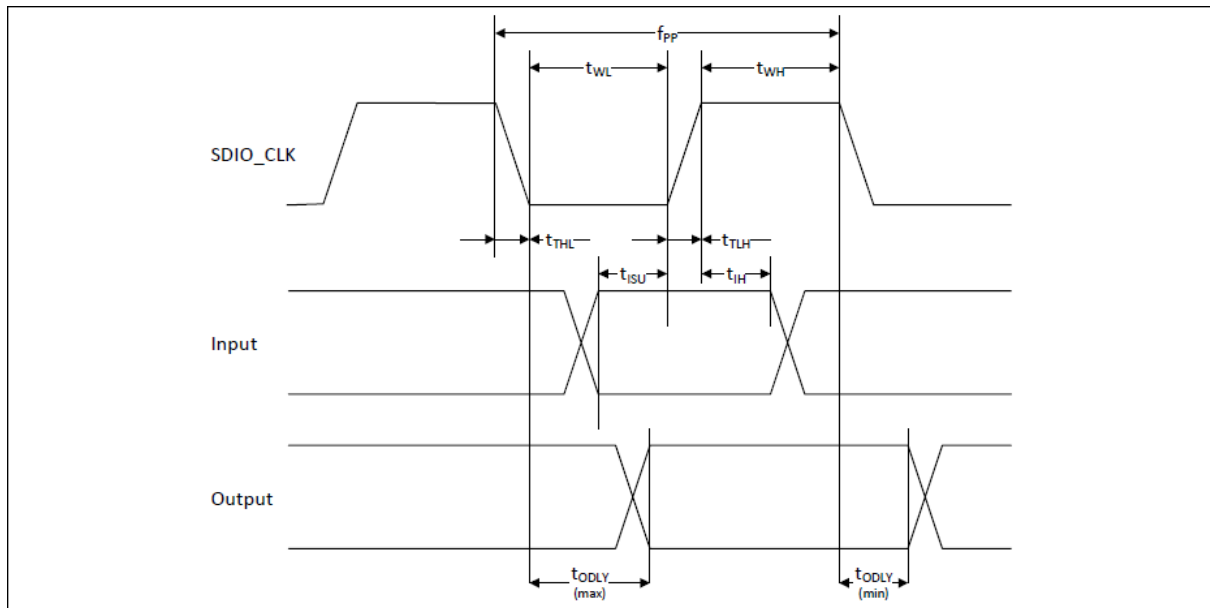 fPP
tWL
tWH
SDIO_CLK
tTHL
tTLH
tISU
tIH
Input
Output
tODLY
(max)
tODLY
(min)